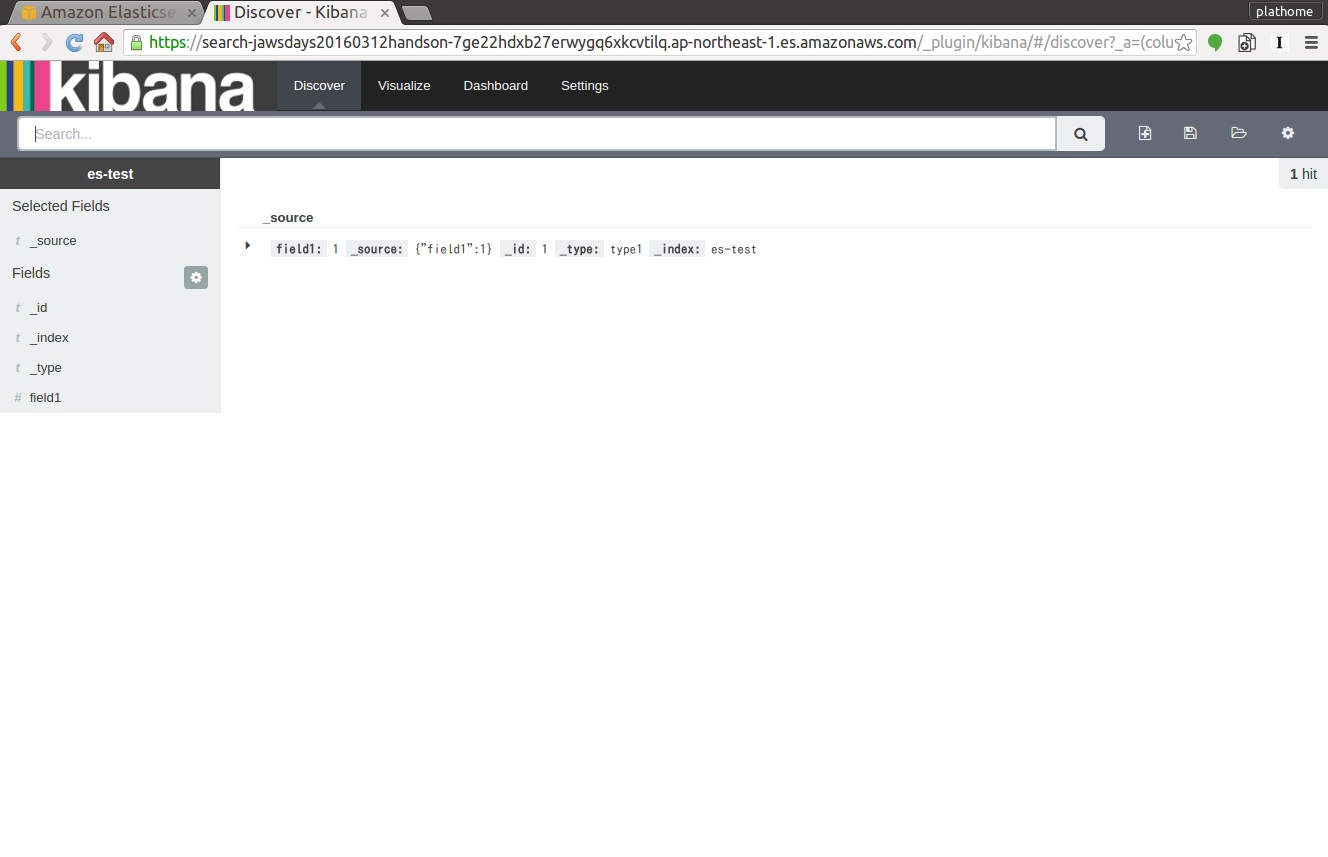 Amazon Elasticse
Discover - Kibana
plathome
https://search-jawsdays20160312handson-7ge22hdxb27erwygq6xkcvtilq.ap-northeast-1.es.amazonaws.com/_plugin/kibana/#/discover?_a=(colu
I
kibana
Discover
Visualize
Dashboard
Settings
Search...
es-test
1 hit
Selected Fields
t _source
Fields
t _id
t _index
t _type
# field1
_source
field1: 1 _source: {"field1":1} _id: 1 _type: type1 _index: es-test